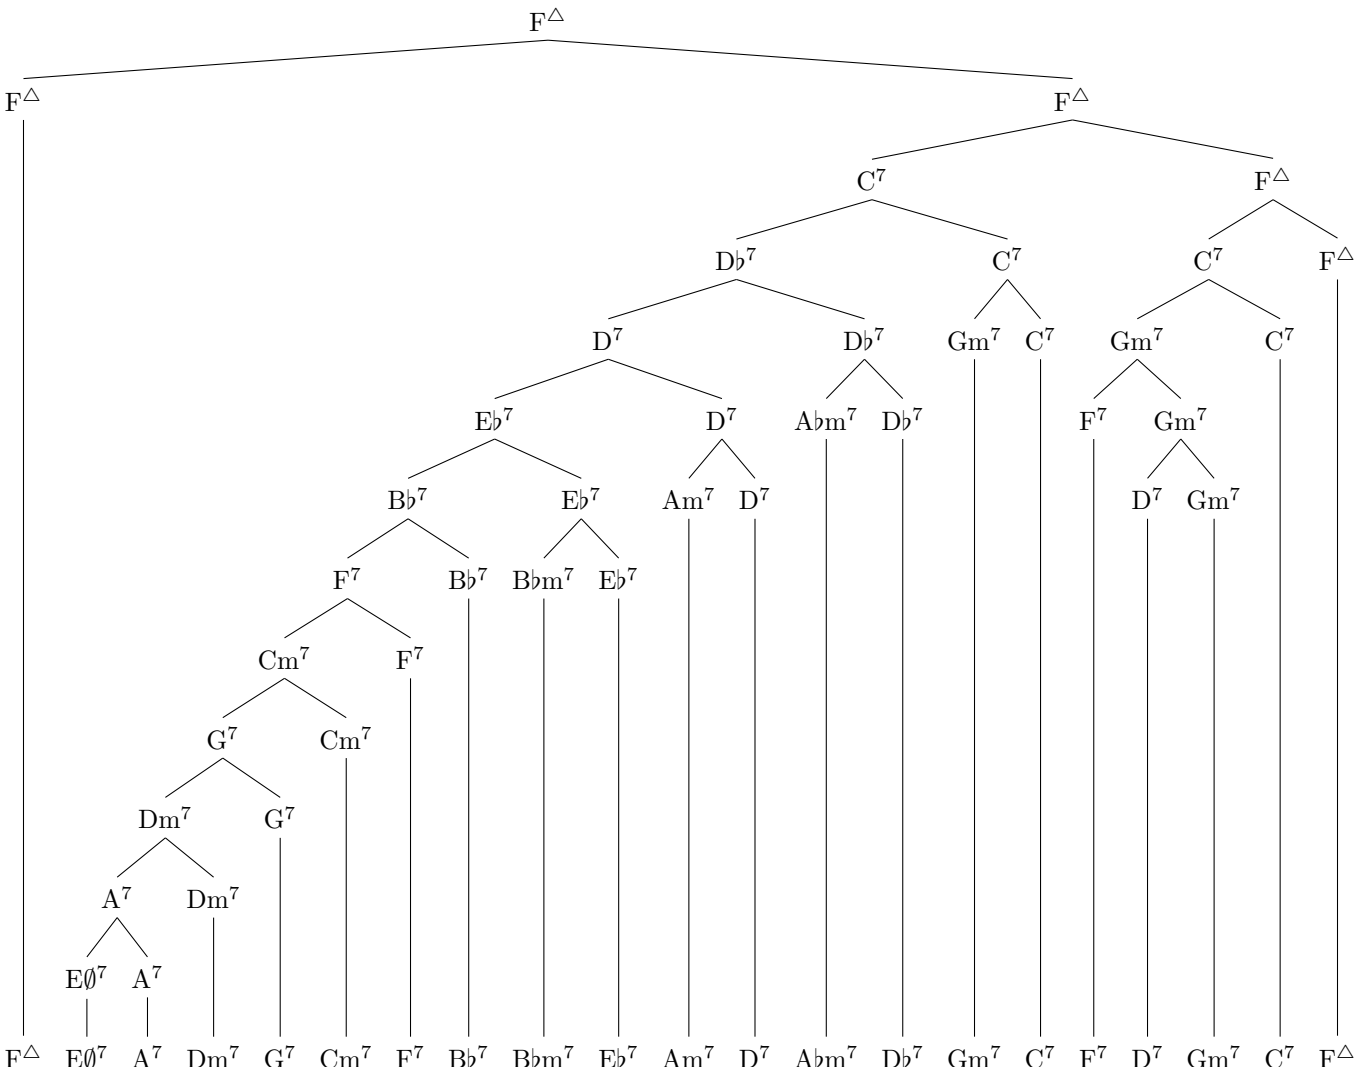 F△
F△ F△
C⁷ F△
D♭⁷ C⁷ C⁷ F△
D⁷ D♭⁷ Gm⁷ C⁷ Gm⁷ C⁷
E♭⁷ D⁷ A♭m⁷ D♭⁷ F⁷ Gm⁷
B♭⁷ E♭⁷ Am⁷ D⁷ D⁷ Gm⁷
F⁷ B♭⁷ B♭m⁷ E♭⁷
Cm⁷ F⁷
G⁷ Cm⁷
Dm⁷ G⁷
A⁷ Dm⁷
E∅⁷ A⁷
F△ E∅⁷ A⁷ Dm⁷ G⁷ Cm⁷ F⁷ B♭⁷ B♭m⁷ E♭⁷ Am⁷ D⁷ A♭m⁷ D♭⁷ Gm⁷ C⁷ F⁷ D⁷ Gm⁷ C⁷ F△